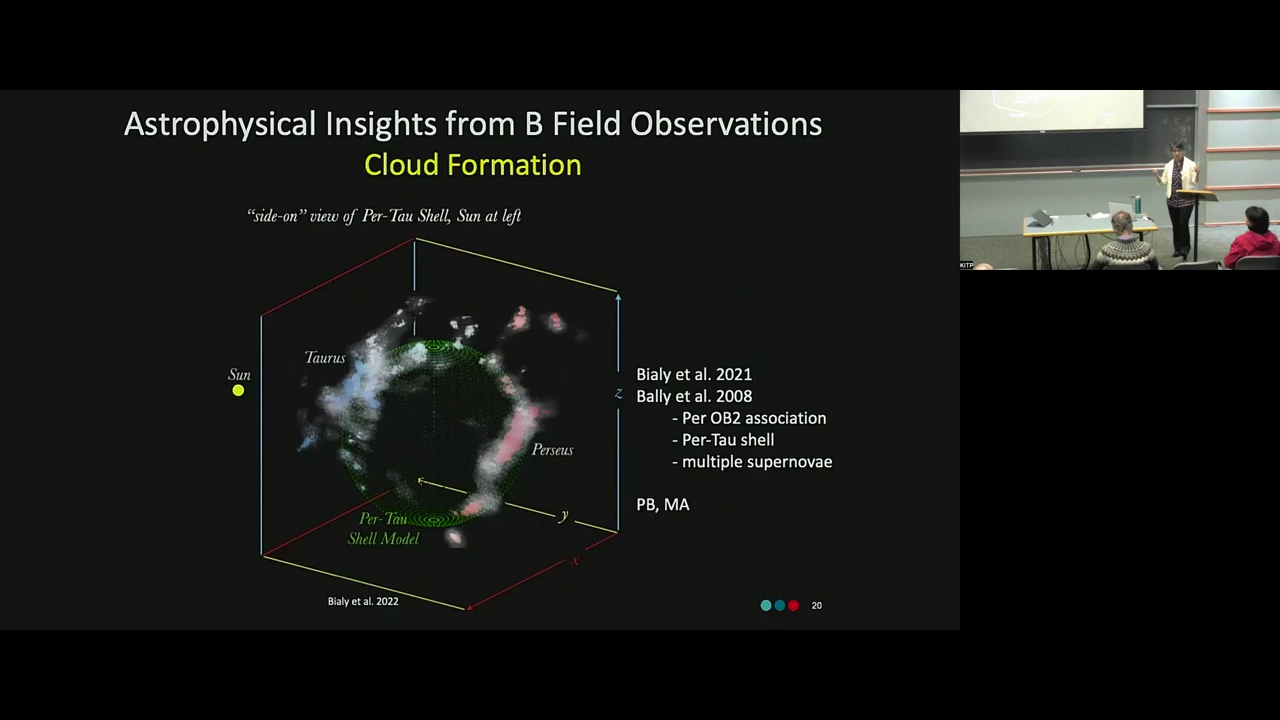 Astrophysical Insights from B Field Observations
Cloud Formation
“side-on” view of Per-Tau Shell, Sun at left
Taurus
Sun
z
Perseus
y
Per-Tau
Shell Model
x
Bialy et al. 2022
Bialy et al. 2021
Bally et al. 2008
- Per OB2 association
- Per-Tau shell
- multiple supernovae
PB, MA
20
KITP